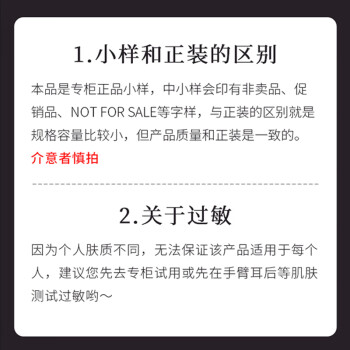 1.小样和正装的区别
本品是专柜正品小样，中小样会印有非卖品、促
销品、NOT FOR SALE等字样，与正装的区别就是
规格容量比较小，但产品质量和正装是一致的。
介意者慎拍
2.关于过敏
因为个人肤质不同，无法保证该产品适用于每个
人，建议您先去专柜试用或先在手臂耳后等肌肤
测试过敏哟～